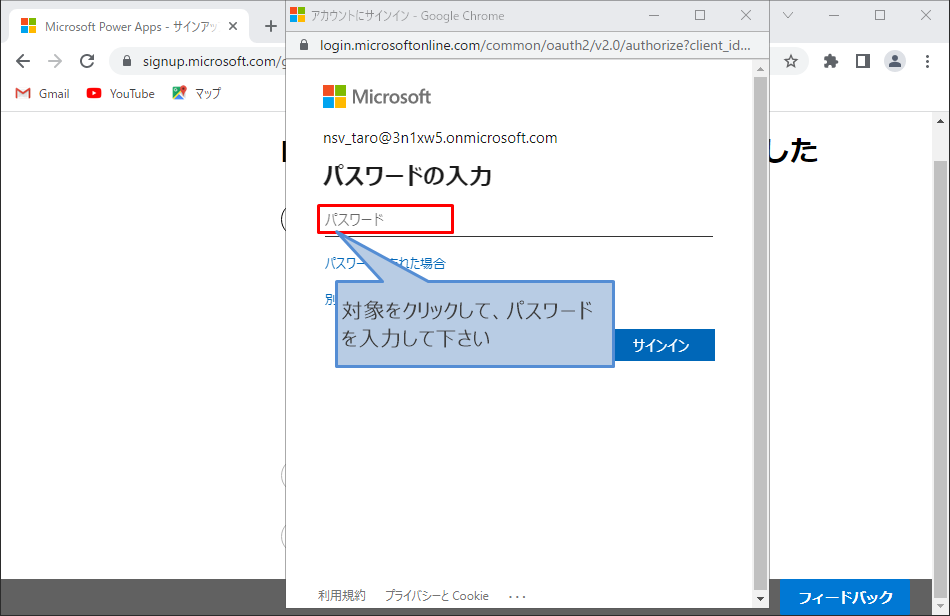 Microsoft Power Apps - サインアッ
signup.microsoft.com/
Gmail
YouTube
マップ
アカウントにサインイン - Google Chrome
login.microsoftonline.com/common/oauth2/v2.0/authorize?client_id...
した
Microsoft
nsv_taro@3n1xw5.onmicrosoft.com
パスワードの入力
パスワード
パスワー
れた場合
別
対象をクリックして、パスワード
を入力して下さい
サインイン
利用規約
プライバシーと Cookie
...
フィードバック